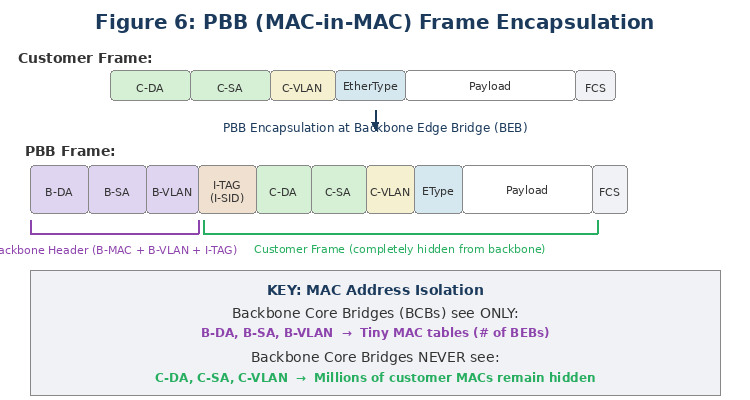 Figure 6: PBB (MAC-in-MAC) Frame Encapsulation
Customer Frame:
C-DA C-SA C-VLAN EtherType Payload FCS
PBB Encapsulation at Backbone Edge Bridge (BEB)
PBB Frame:
B-DA B-SA B-VLAN I-TAG (I-SID) C-DA C-SA C-VLAN EType Payload FCS
ackbone Header (B-MAC + B-VLAN + I-TAG) Customer Frame (completely hidden from backbone)
KEY: MAC Address Isolation
Backbone Core Bridges (BCBs) see ONLY:
B-DA, B-SA, B-VLAN → Tiny MAC tables (# of BEBs)
Backbone Core Bridges NEVER see:
C-DA, C-SA, C-VLAN → Millions of customer MACs remain hidden